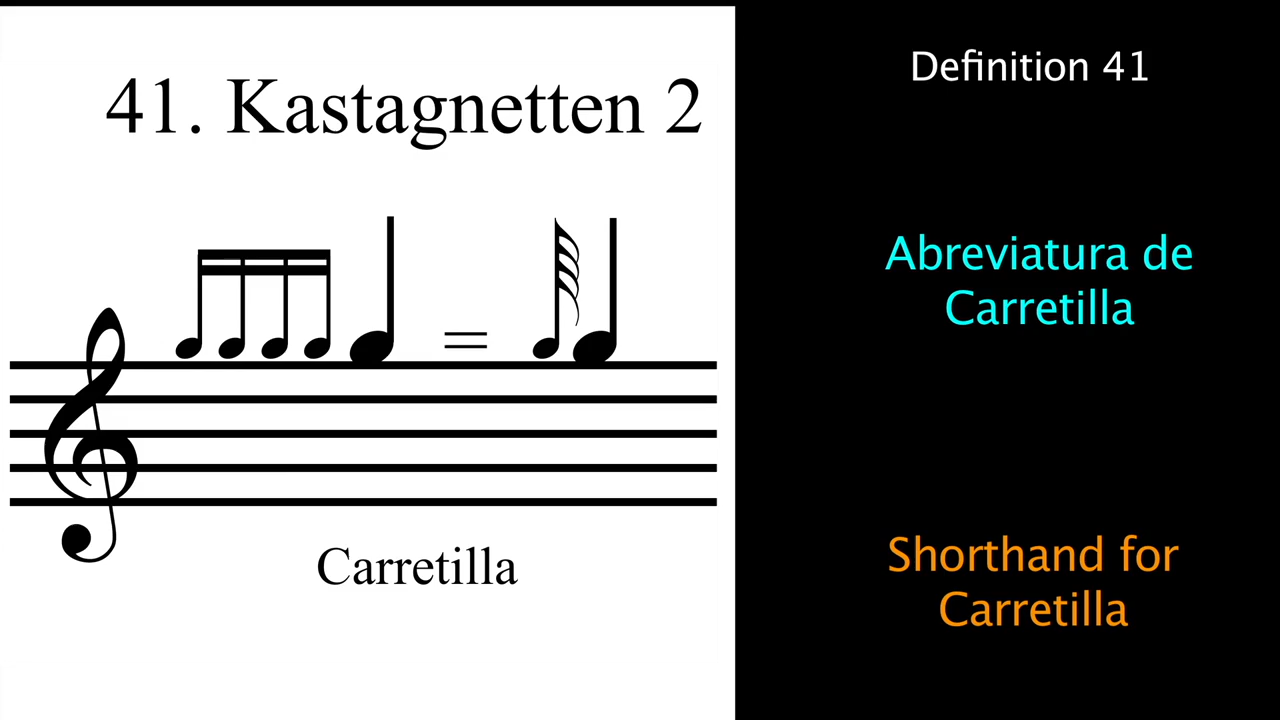 41. Kastagnetten 2
=
Carretilla
Definition 41
Abreviatura de
Carretilla
Shorthand for
Carretilla